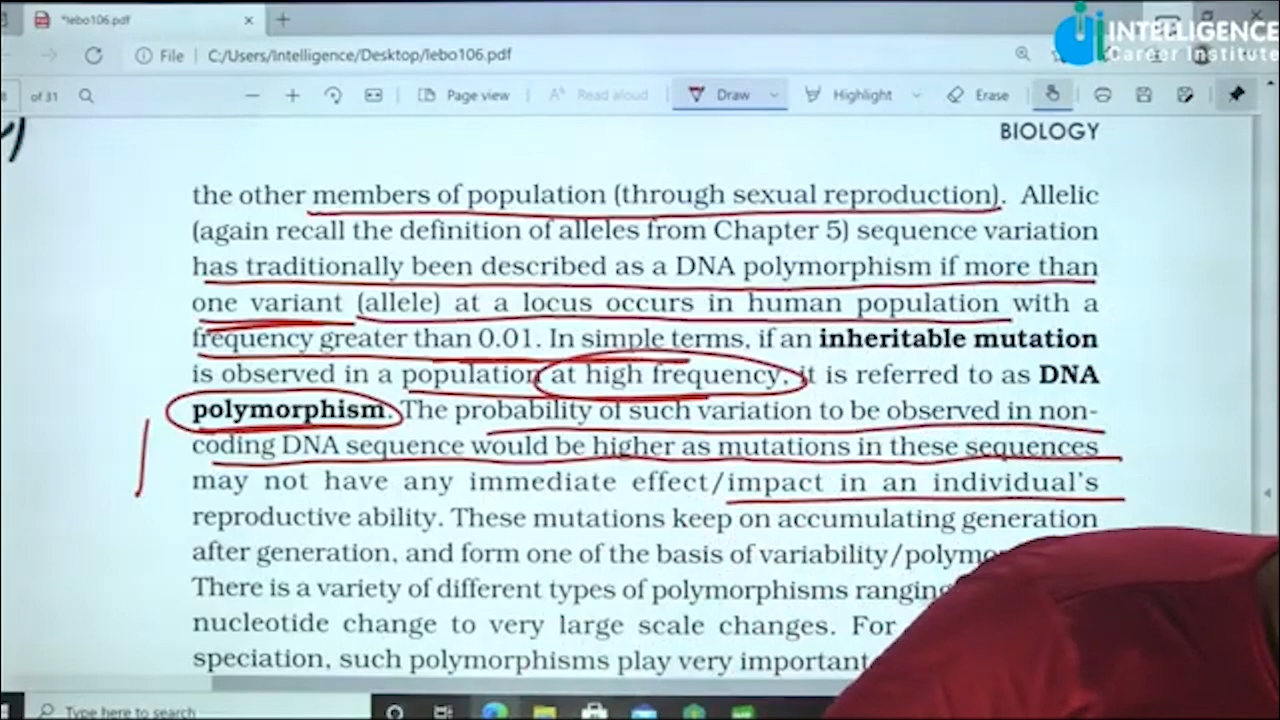 *lebo106.pdf
INTELLIGENCE
Career Institute
File
C:/Users/Intelligence/Desktop/lebo106.pdf
of 31
Page view
Read aloud
Draw
Highlight
Erase
BIOLOGY
the other members of population (through sexual reproduction). Allelic
(again recall the definition of alleles from Chapter 5) sequence variation
has traditionally been described as a DNA polymorphism if more than
one variant (allele) at a locus occurs in human population with a
frequency greater than 0.01. In simple terms, if an inheritable mutation
is observed in a population at high frequency, it is referred to as DNA
polymorphism. The probability of such variation to be observed in non-
coding DNA sequence would be higher as mutations in these sequences
may not have any immediate effect/impact in an individual's
reproductive ability. These mutations keep on accumulating generation
after generation, and form one of the basis of variability/polymo
There is a variety of different types of polymorphisms ranging
nucleotide change to very large scale changes. For
speciation, such polymorphisms play very important
Type here to search